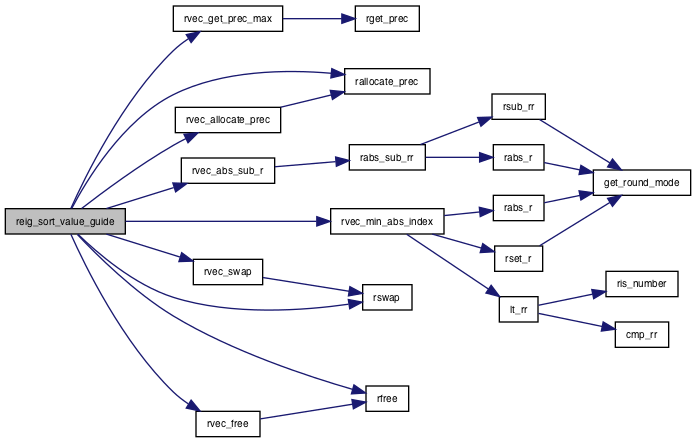 rvec_get_prec_max
rget_prec
rallocate_prec
rvec_allocate_prec
rsub_rr
rabs_sub_rr
rabs_r
rvec_abs_sub_r
get_round_mode
rabs_r
reig_sort_value_guide
rvec_min_abs_index
rset_r
rvec_swap
ris_number
rswap
lt_rr
cmp_rr
rfree
rvec_free